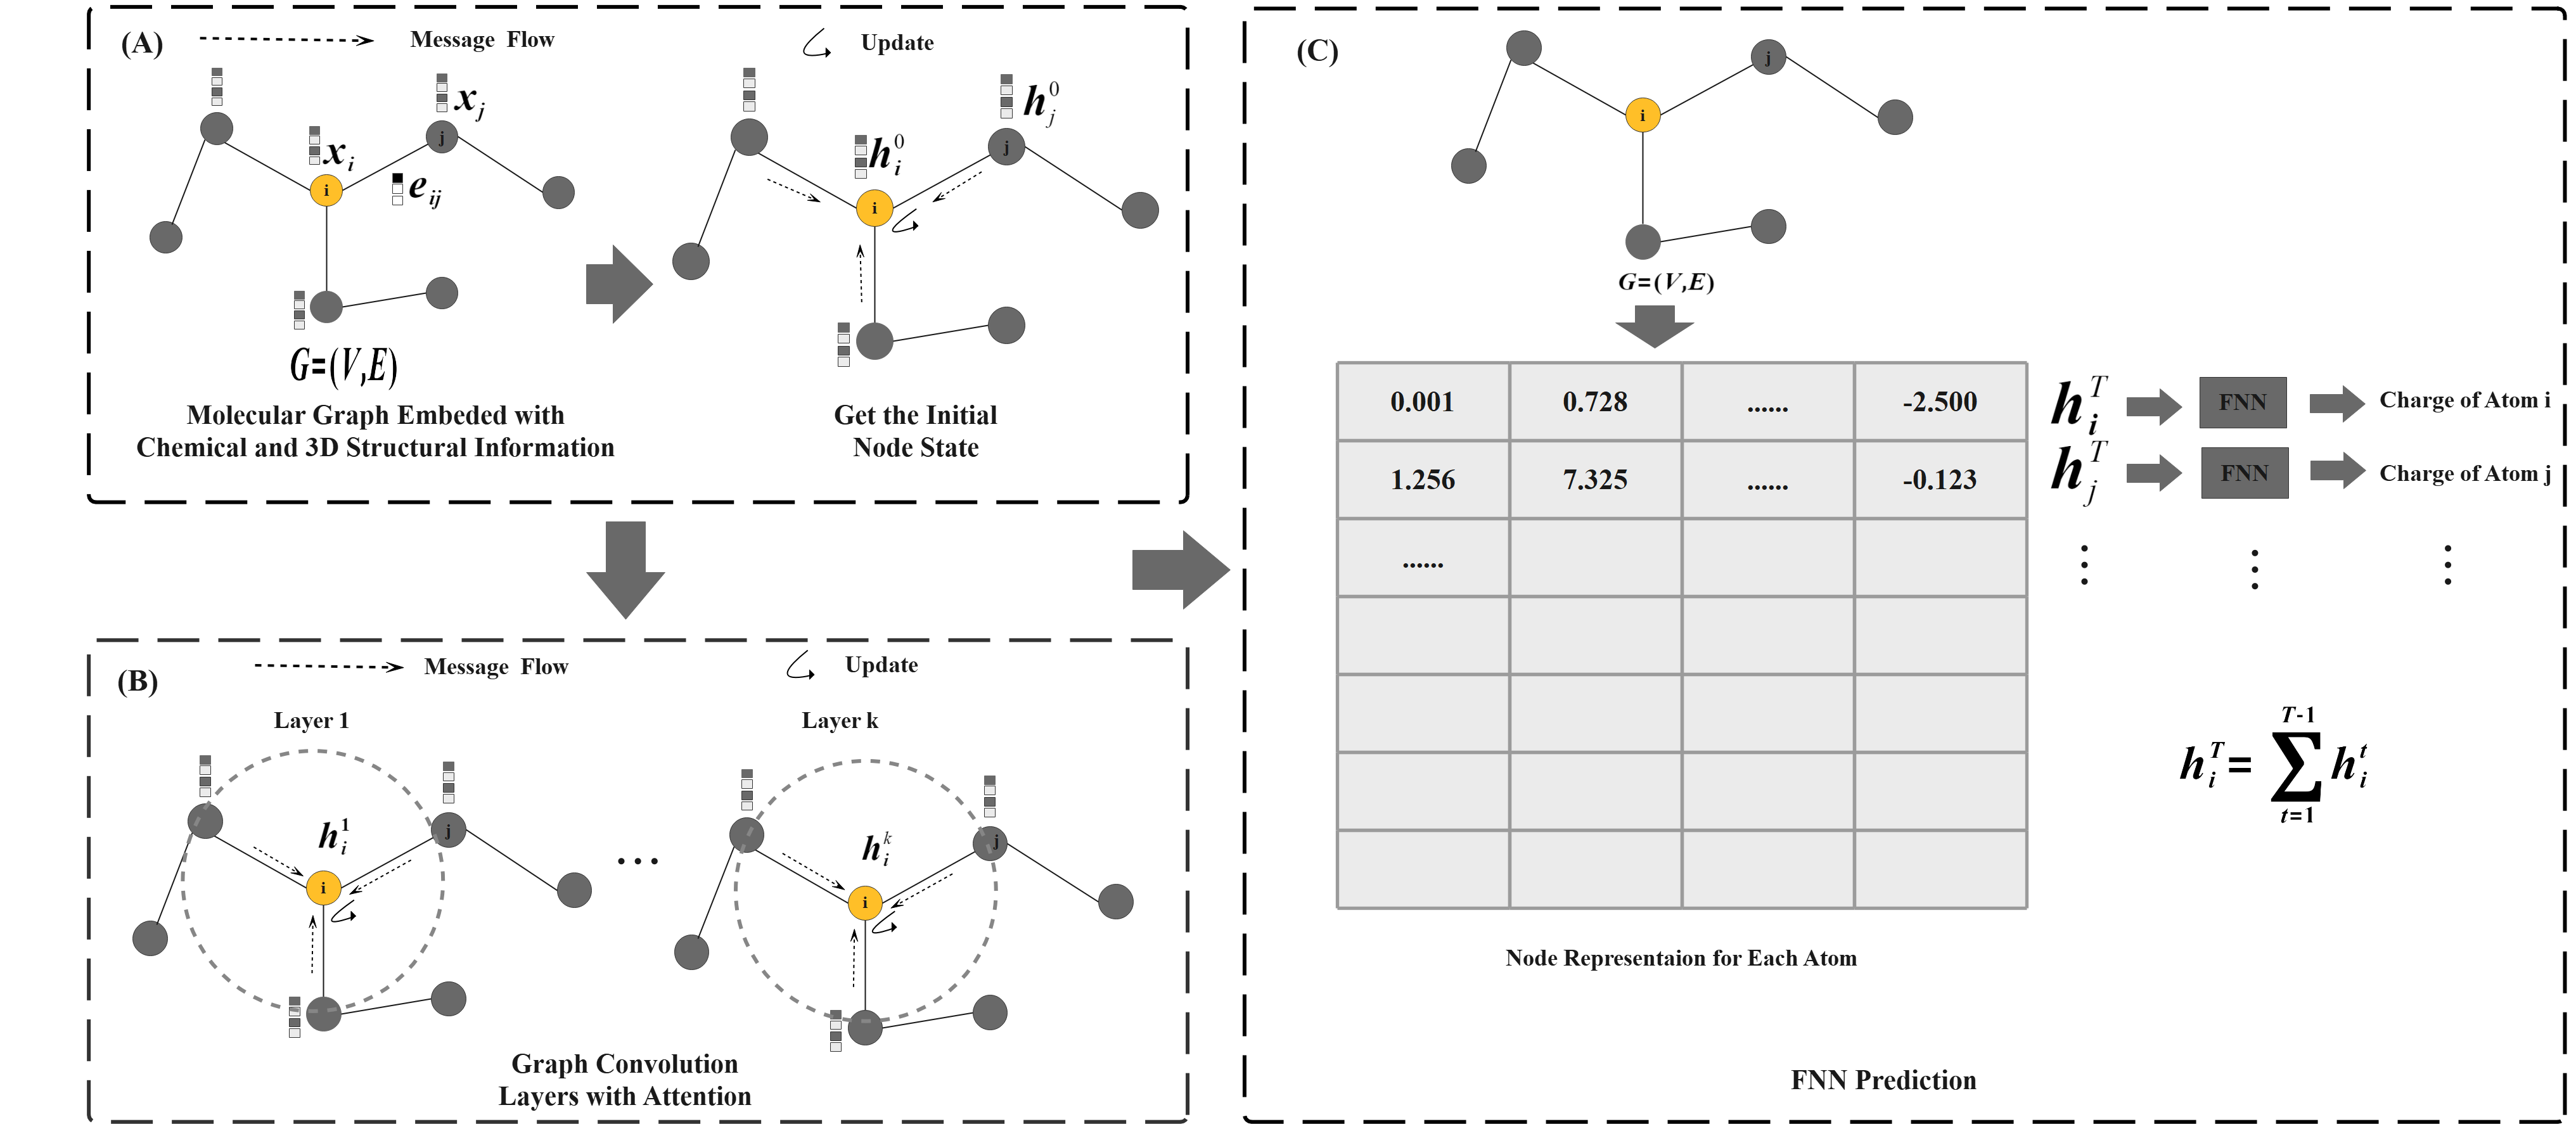 (A)
Message Flow
Update
x_j
x_i
e_ij
i
j
G=(V,E)
Molecular Graph Embeded with
Chemical and 3D Structural Information
h_j^0
h_i^0
j
i
Get the Initial
Node State
(B)
Message Flow
Update
Layer 1
Layer k
h_i^1
j
i
...
h_i^k
j
i
Graph Convolution
Layers with Attention
(C)
j
i
G=(V,E)
0.001 0.728 ...... -2.500
1.256 7.325 ...... -0.123
......
h_i^T FNN Charge of Atom i
h_j^T FNN Charge of Atom j
⋮ ⋮ ⋮
h_i^T = ∑_{t=1}^{T-1} h_i^t
Node Representaion for Each Atom
FNN Prediction